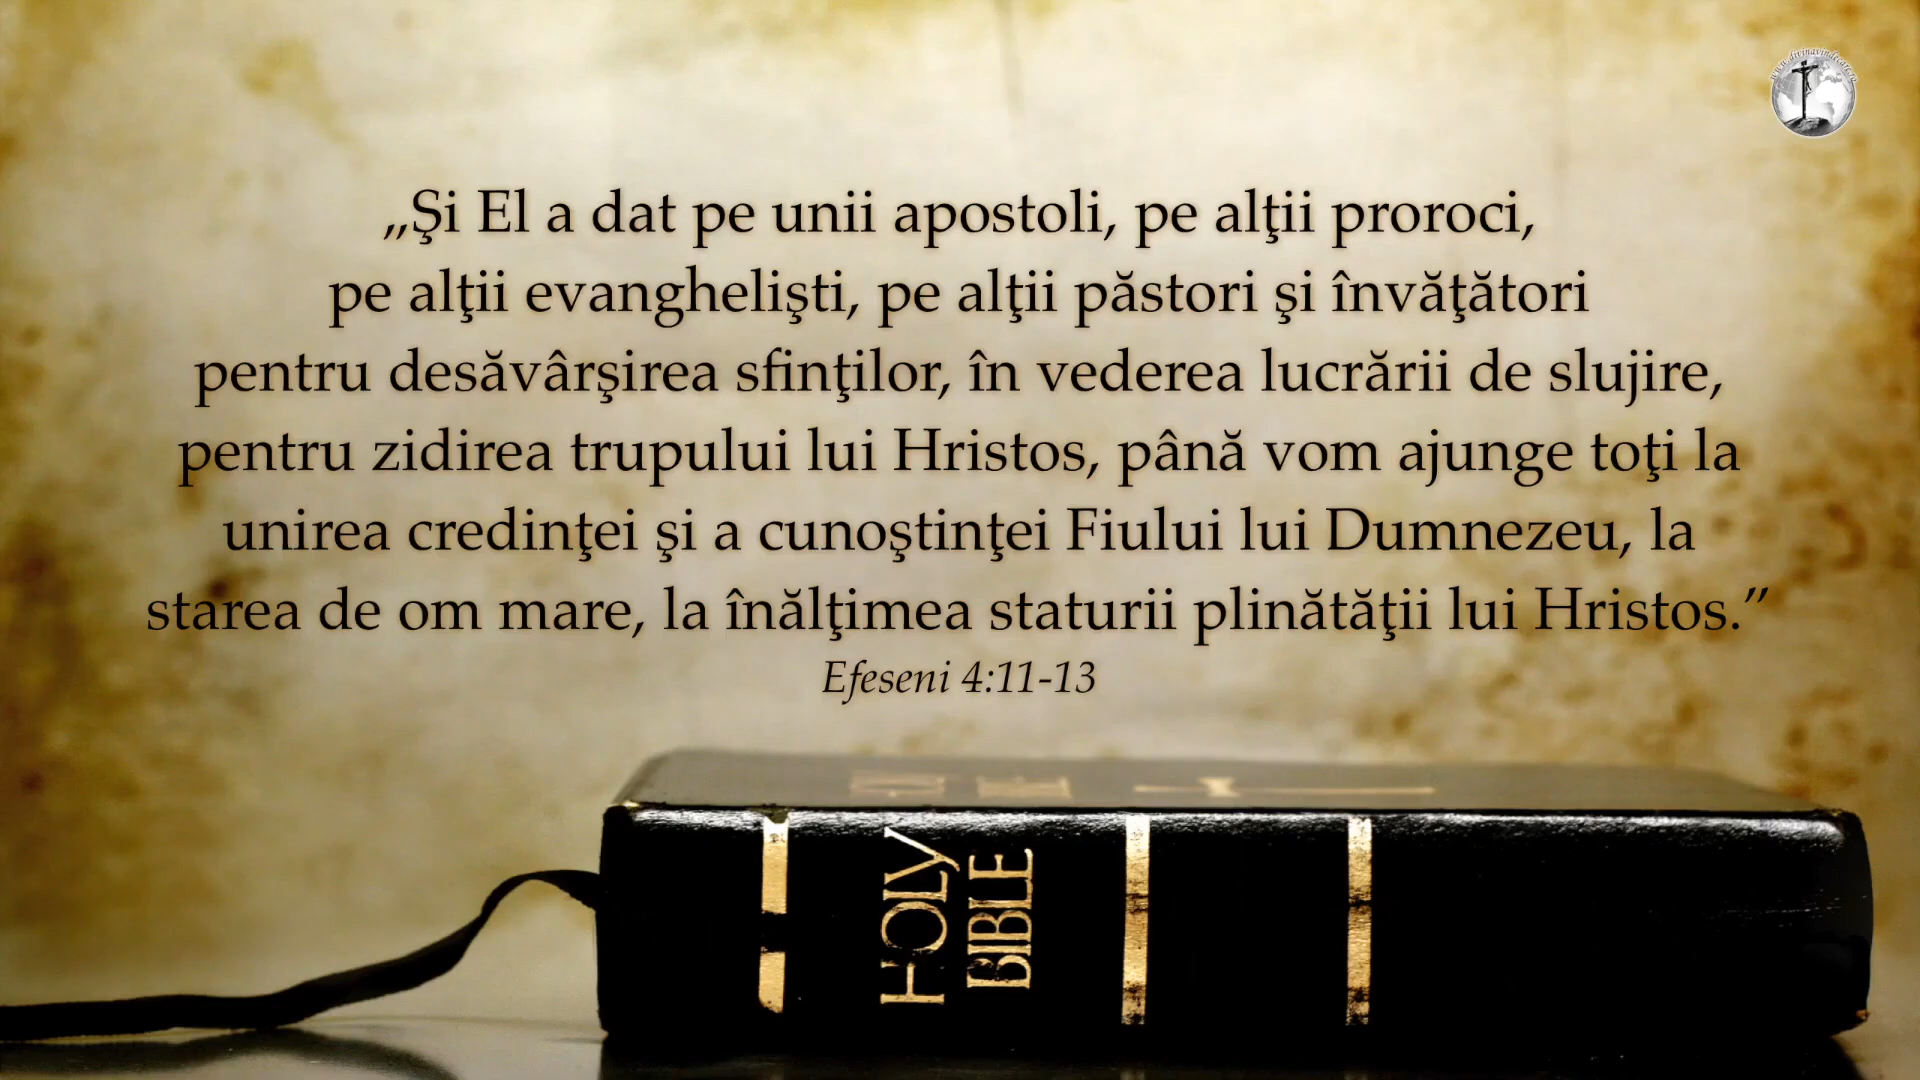 „Şi El a dat pe unii apostoli, pe alţii proroci,
pe alţii evanghelişti, pe alţii păstori şi învăţători
pentru desăvârşirea sfinţilor, în vederea lucrării de slujire,
pentru zidirea trupului lui Hristos, până vom ajunge toţi la
unirea credinţei şi a cunoştinţei Fiului lui Dumnezeu, la
starea de om mare, la înălţimea staturii plinătăţii lui Hristos.”
Efeseni 4:11-13
HOLY
BIBLE